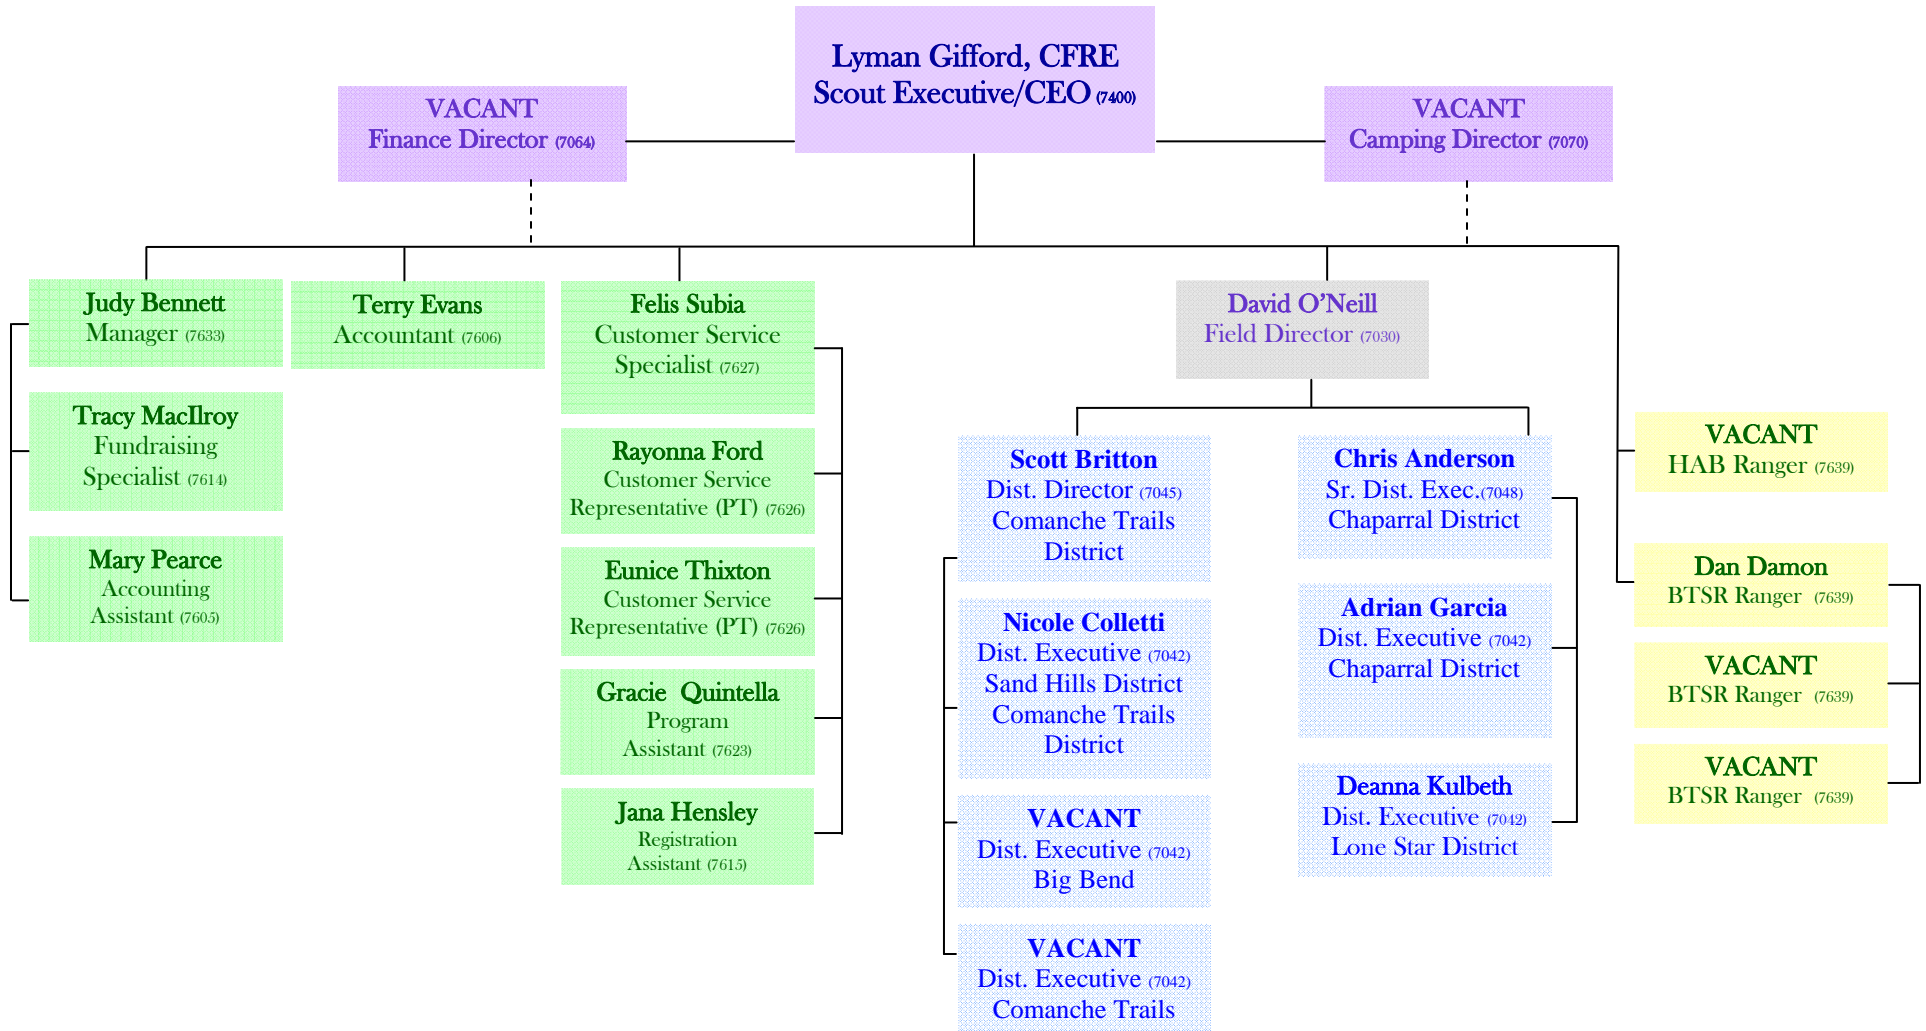 Lyman Gifford, CFRE
Scout Executive/CEO (7400)
VACANT
Finance Director (7064)
VACANT
Camping Director (7070)
Judy Bennett
Manager (7633)
Tracy MacIlroy
Fundraising
Specialist (7614)
Mary Pearce
Accounting
Assistant (7605)
Terry Evans
Accountant (7606)
Felis Subia
Customer Service
Specialist (7627)
Rayonna Ford
Customer Service
Representative (PT) (7626)
Eunice Thixton
Customer Service
Representative (PT) (7626)
Gracie Quintella
Program
Assistant (7623)
Jana Hensley
Registration
Assistant (7615)
David O’Neill
Field Director (7030)
Scott Britton
Dist. Director (7045)
Comanche Trails
District
Nicole Colletti
Dist. Executive (7042)
Sand Hills District
Comanche Trails
District
VACANT
Dist. Executive (7042)
Big Bend
VACANT
Dist. Executive (7042)
Comanche Trails
Chris Anderson
Sr. Dist. Exec.(7048)
Chaparral District
Adrian Garcia
Dist. Executive (7042)
Chaparral District
Deanna Kulbeth
Dist. Executive (7042)
Lone Star District
VACANT
HAB Ranger (7639)
Dan Damon
BTSR Ranger (7639)
VACANT
BTSR Ranger (7639)
VACANT
BTSR Ranger (7639)